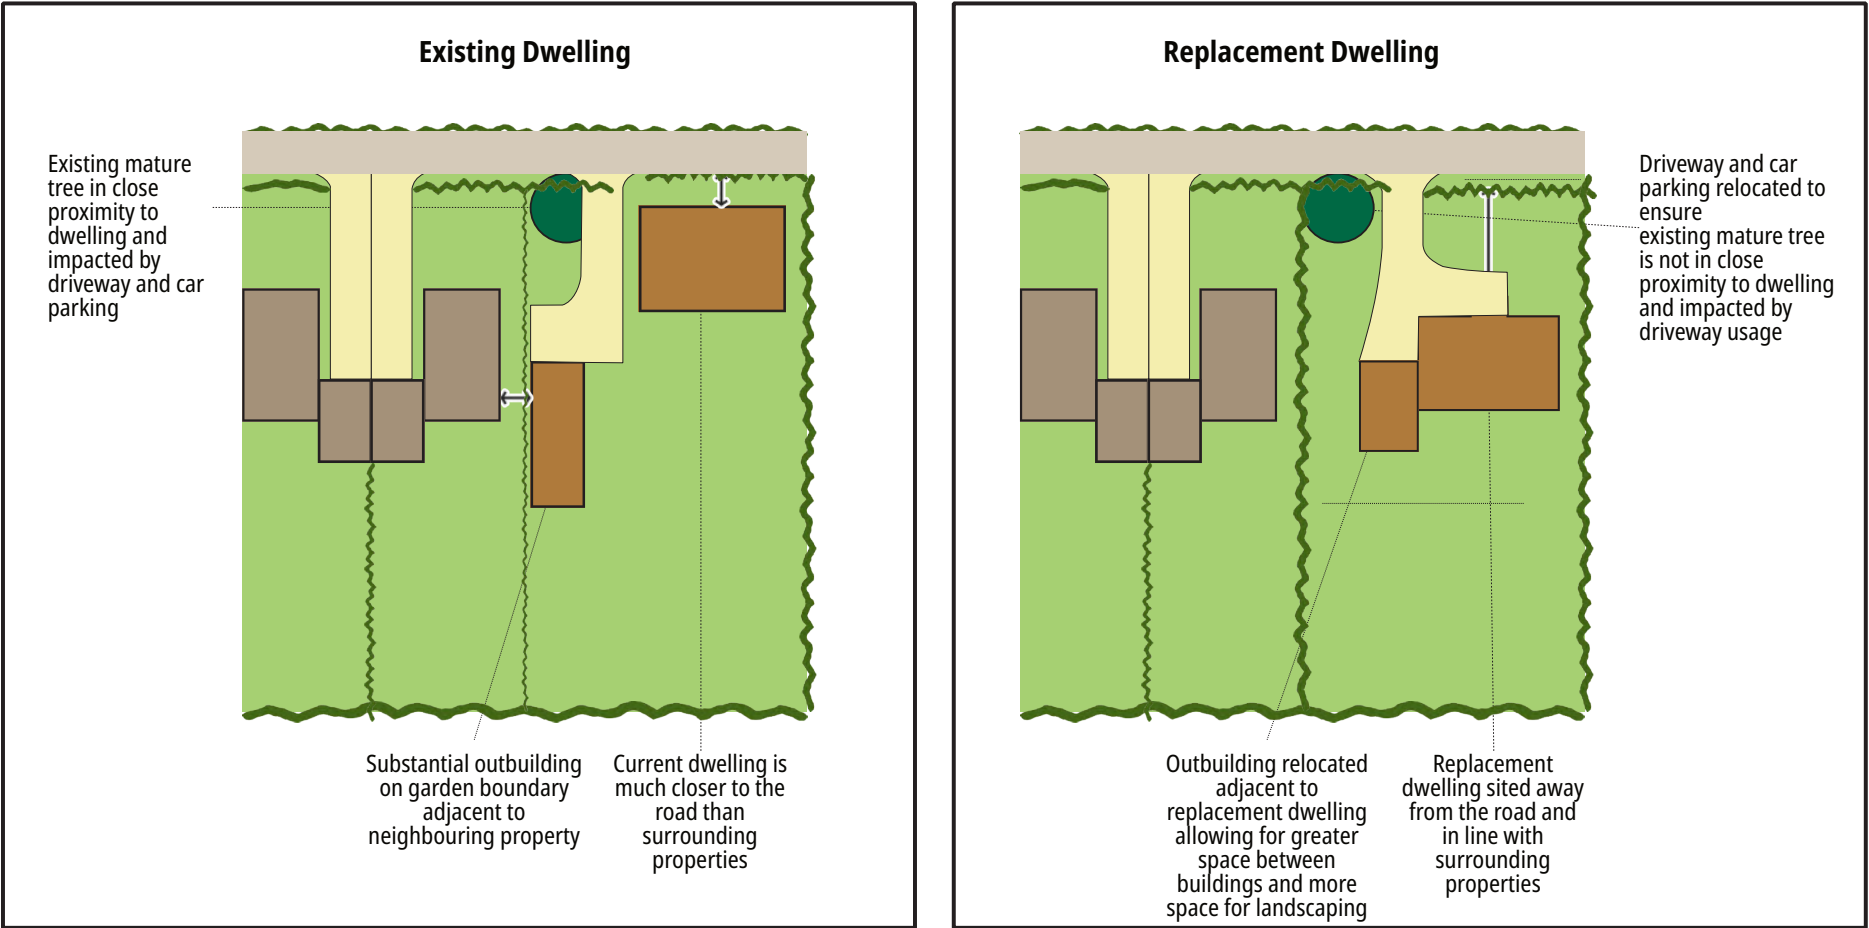 Existing Dwelling
Existing mature
tree in close
proximity to
dwelling and
impacted by
driveway and car
parking
Substantial outbuilding
on garden boundary
adjacent to
neighbouring property
Current dwelling is
much closer to the
road than
surrounding
properties
Replacement Dwelling
Driveway and car
parking relocated to
ensure
existing mature tree
is not in close
proximity to dwelling
and impacted by
driveway usage
Outbuilding relocated
adjacent to
replacement dwelling
allowing for greater
space between
buildings and more
space for landscaping
Replacement
dwelling sited away
from the road and
in line with
surrounding
properties